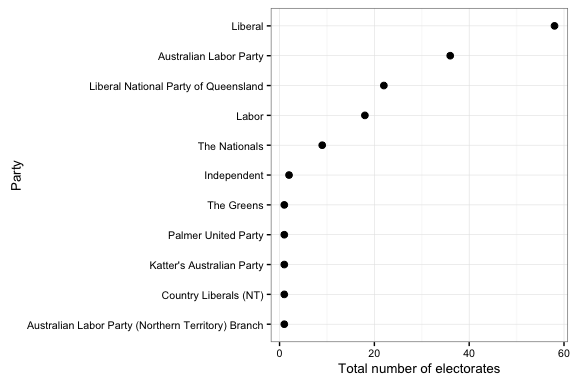 Liberal
Australian Labor Party
Liberal National Party of Queensland
Labor
The Nationals
Independent
The Greens
Palmer United Party
Katter's Australian Party
Country Liberals (NT)
Australian Labor Party (Northern Territory) Branch
Party
0 20 40 60
Total number of electorates